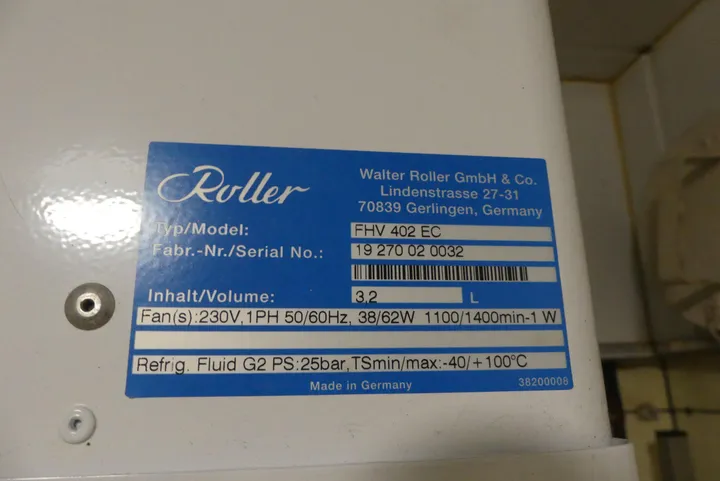 Roller
Walter Roller GmbH & Co.
Lindenstrasse 27-31
70839 Gerlingen, Germany
Typ/Model: FHV 402 EC
Fabr.-Nr./Serial No.: 19 270 02 0032
Inhalt/Volume: 3,2 L
Fan(s):230V,1PH 50/60Hz, 38/62W 1100/1400min-1 W
Refrig. Fluid G2 PS:25bar,TSmin/max:-40/+100°C
Made in Germany
38200008